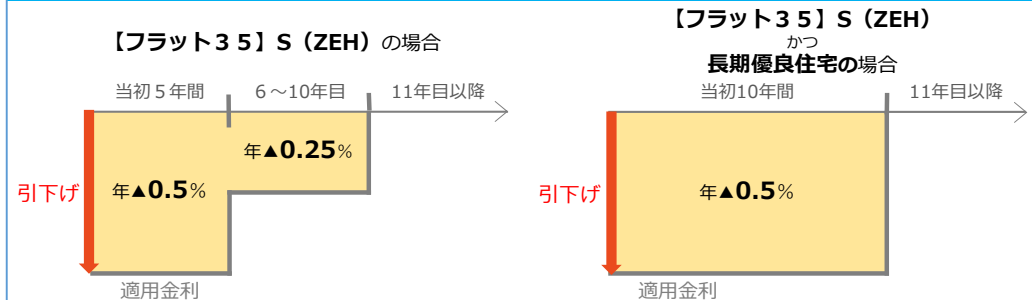 【フラット３５】S（ZEH）の場合
当初５年間
６～10年目
11年目以降
年▲0.25%
引下げ
年▲0.5%
適用金利
【フラット３５】S（ZEH）
かつ
長期優良住宅の場合
当初10年間
11年目以降
引下げ
年▲0.5%
適用金利